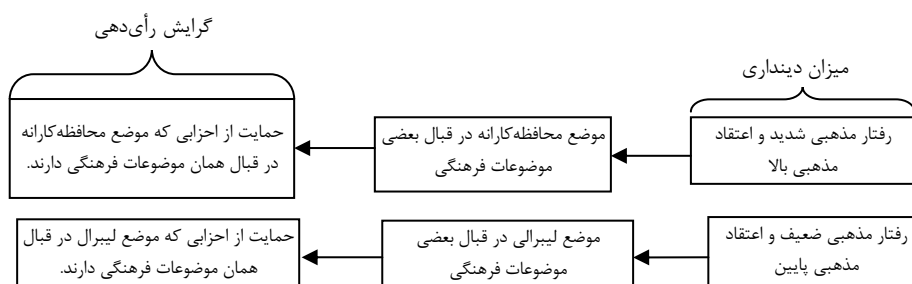 گرایش رأی‌دهی
میزان دینداری
رفتار مذهبی شدید و اعتقاد
مذهبی بالا
موضع محافظه‌کارانه در قبال بعضی
موضوعات فرهنگی
حمایت از احزابی که موضع محافظه‌کارانه
در قبال همان موضوعات فرهنگی دارند.
رفتار مذهبی ضعیف و اعتقاد
مذهبی پایین
موضع لیبرالی در قبال بعضی
موضوعات فرهنگی
حمایت از احزابی که موضع لیبرال در قبال
همان موضوعات فرهنگی دارند.